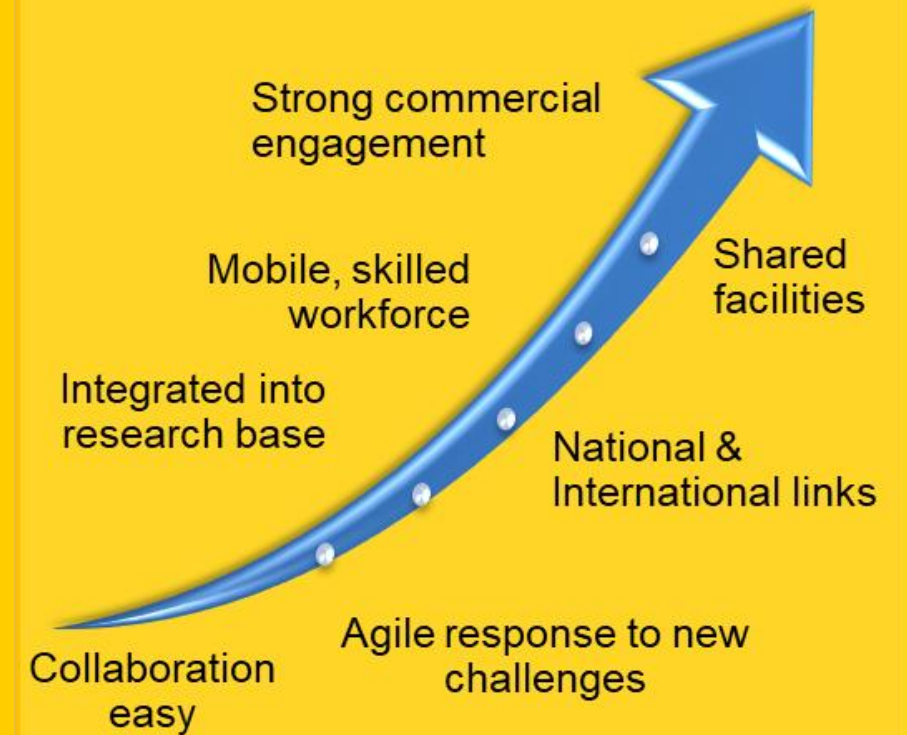 Strong commercial
engagement
Mobile, skilled
workforce
Shared
facilities
Integrated into
research base
National &
International links
Agile response to new
challenges
Collaboration
easy